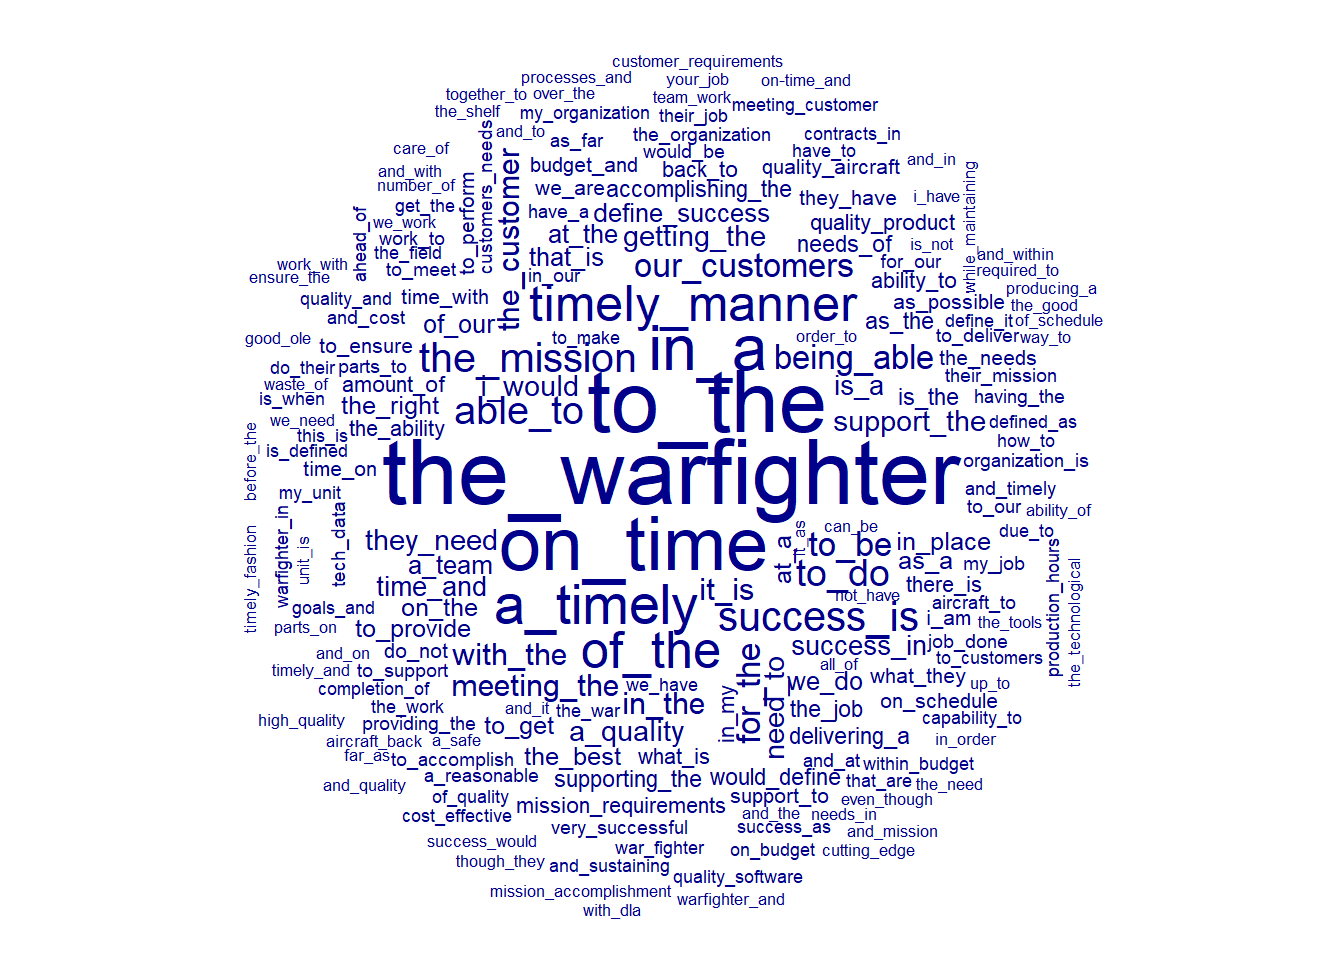 customer_requirements
processes_and your_job on-time_and
together_to over_the team_work meeting_customer
the_shelf my_organization their_job
and_to as_far the_organization contracts_in
care_of would_be have_to
customers_needs the_customer budget_and back_to quality_aircraft and_in
and_with number_of we_are accomplishing_the they_have i_have
get_the to_perform have_a define_success quality_product while_maintaining
we_work work_to ahead_of at_the getting_the needs_of is_not
the_field that_is our_customers for_our and_within
work_with ensure_the to_meet in_our ability_to required_to
quality_and time_with timely_manner as_possible producing_a the_good
and_cost of_our as_the define_it of_schedule
good_ole to_ensure to_make in_a order_to to_deliver way_to
do_their parts_to the_mission being_able the_needs
waste_of amount_of i_would is_a their_mission
is_when the_right able_to to_the is_the having_the
we_need the_ability support_the defined_as
this_is how_to
is_defined before_the
time_on the_warfighter organization_is
my_unit and_timely
warfighter_in unit_is tech_data to_our ability_of
timely_fashion they_need on_time it_as can_be to_be in_place due_to
a_team at_a as_a my_job production_hours
time_and to_do there_is
goals_and on_the a_timely it_is not_have aircraft_to the_technological
parts_on to_provide success_is i_am the_tools
and_on do_not with_the of_the success_in job_done
timely_and to_support for_the need_to all_of to_customers
completion_of meeting_the we_have we_do what_they up_to
the_work and_it the_war in_the in_my the_job on_schedule
high_quality providing_the to_get a_quality delivering_a capability_to
aircraft_back a_safe in_order
far_as to_accomplish the_best what_is and_at within_budget
and_quality a_reasonable supporting_the would_define that_are the_need
of_quality mission_requirements support_to even_though
cost_effective and_the needs_in
very_successful success_as and_mission
success_would war_fighter on_budget cutting_edge
though_they and_sustaining
quality_software
mission_accomplishment warfighter_and
with_dla